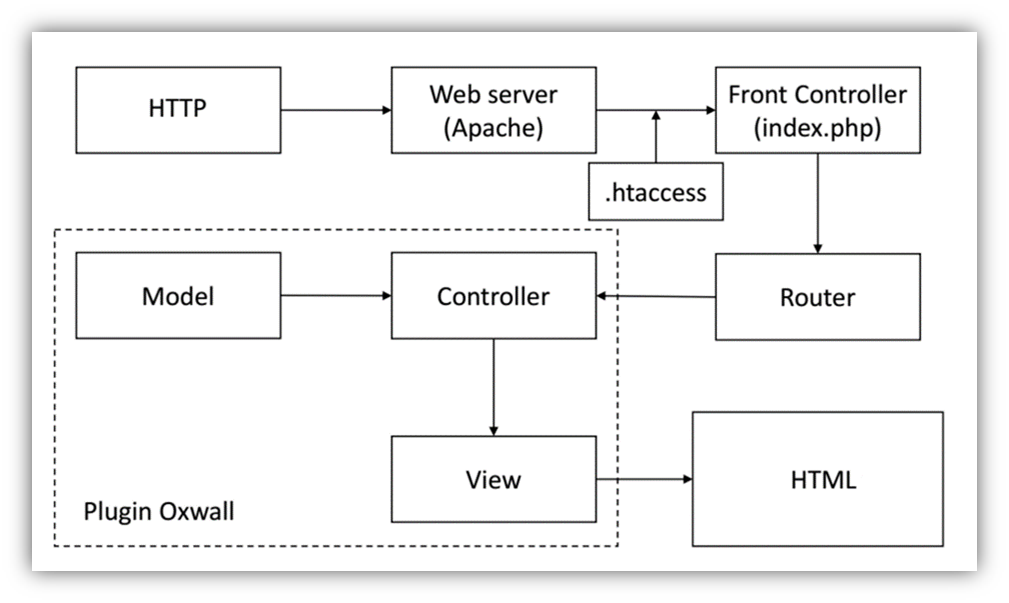 HTTP
Web server
(Apache)
Front Controller
(index.php)
.htaccess
Model
Controller
Router
View
HTML
Plugin Oxwall